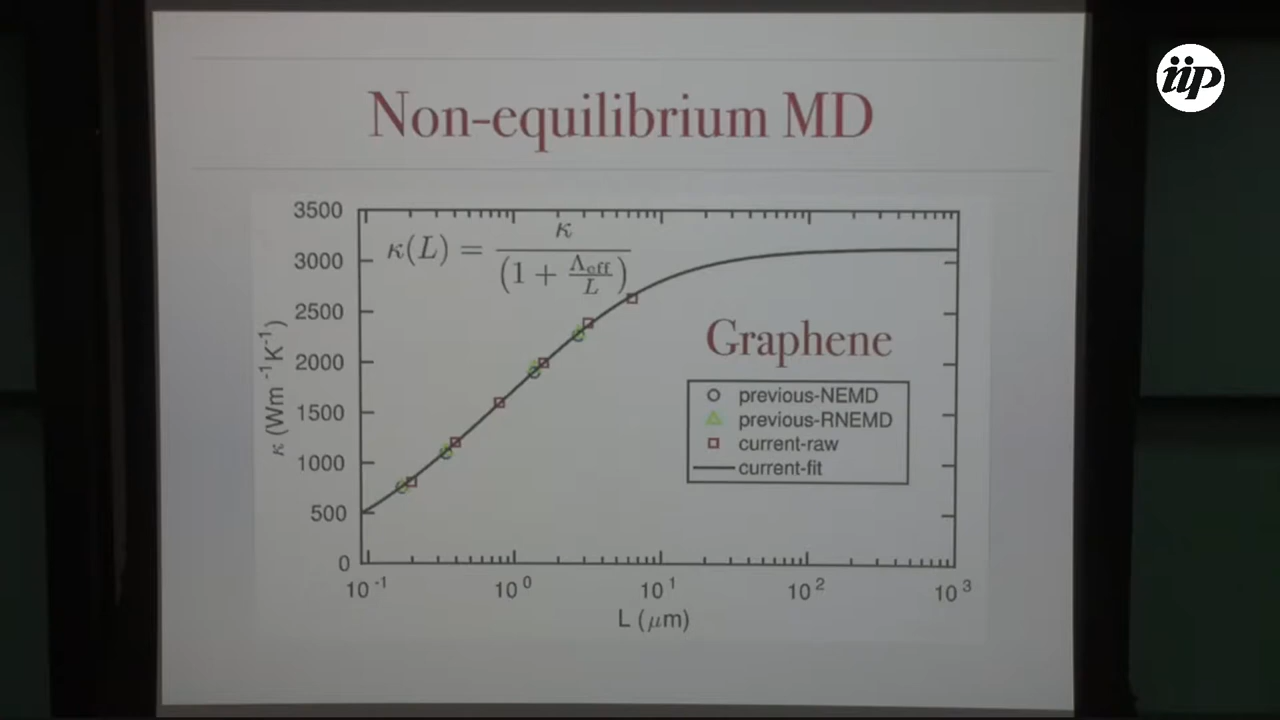 iip
Non-equilibrium MD
κ(L) = κ / (1 + Λeff/L)
Graphene
previous-NEMD
previous-RNEMD
current-raw
current-fit
3500
3000
2500
2000
1500
1000
500
0
κ (Wm⁻¹K⁻¹)
10⁻¹ 10⁰ 10¹ 10² 10³
L (μm)